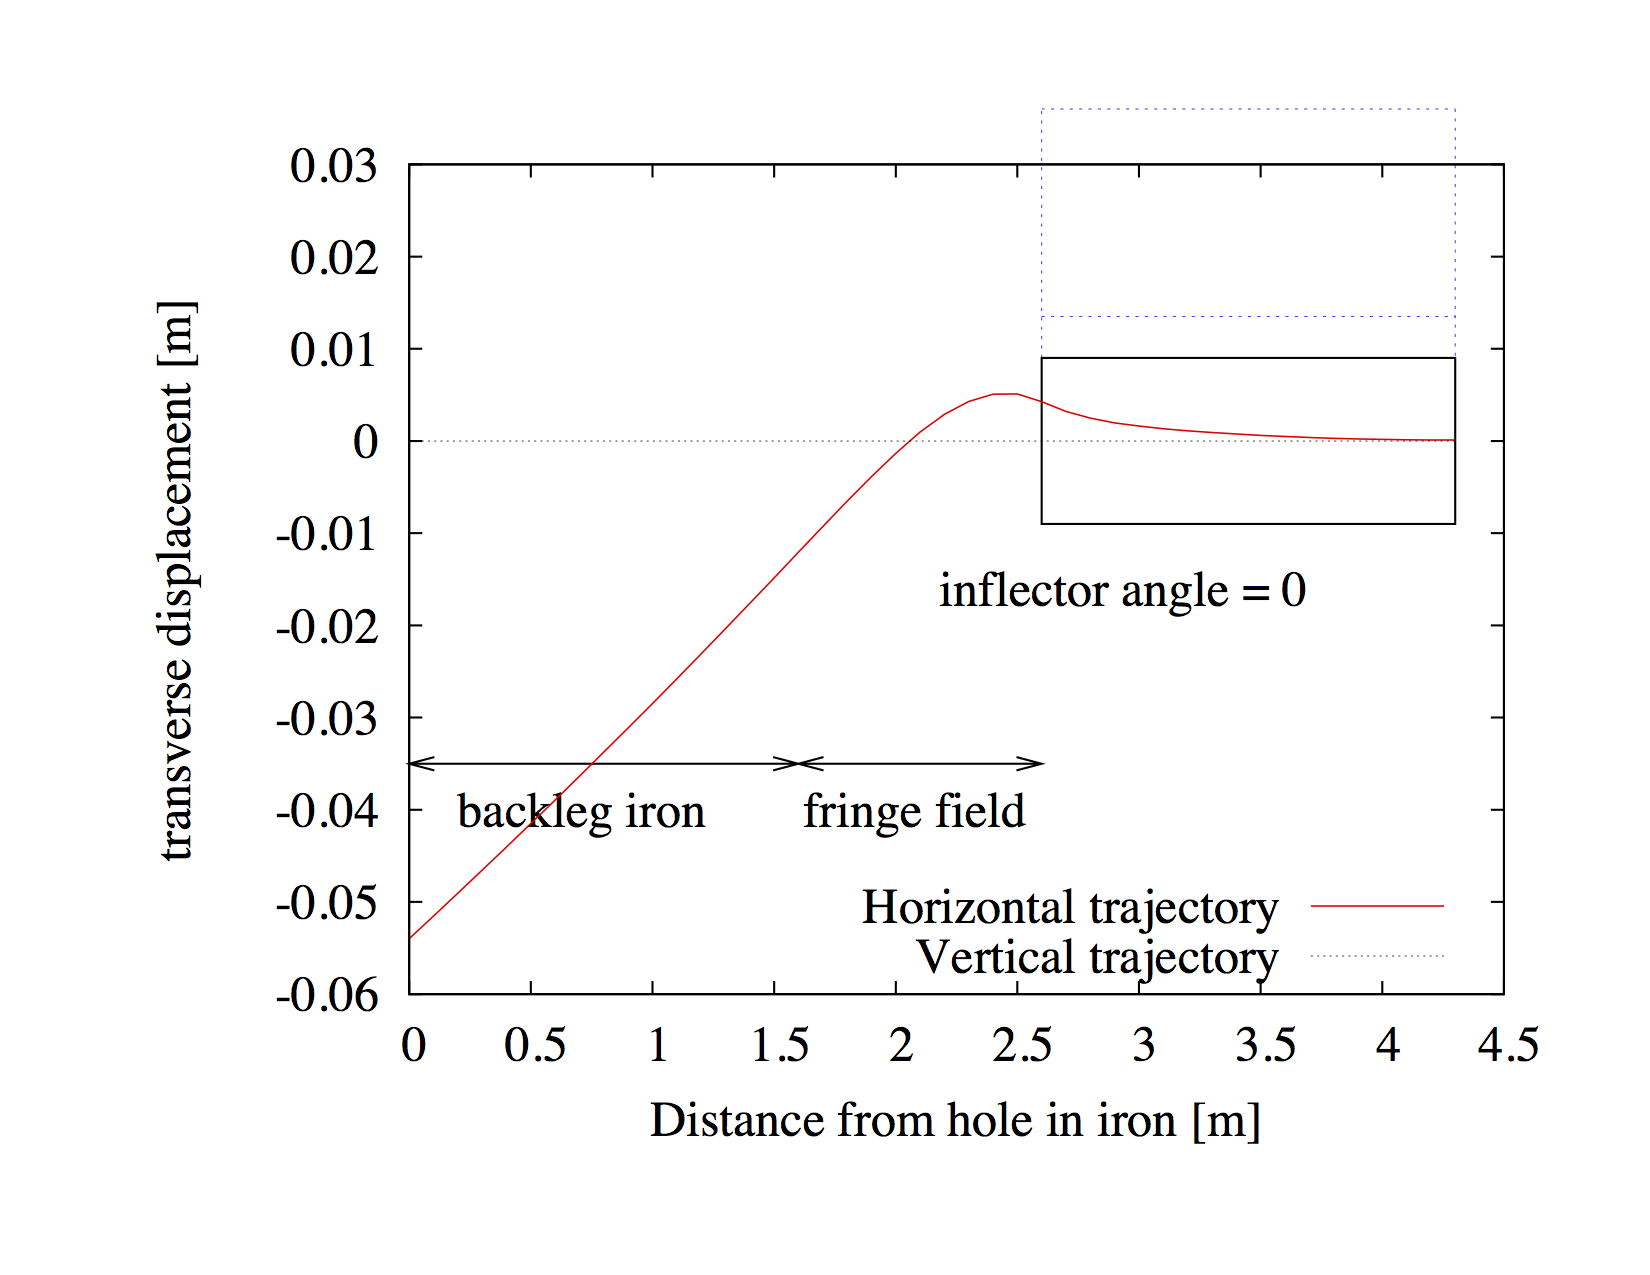 0.03
0.02
0.01
0
-0.01
-0.02
-0.03
-0.04
-0.05
-0.06
transverse displacement [m]
inflector angle = 0
backleg iron
fringe field
Horizontal trajectory
Vertical trajectory
0 0.5 1 1.5 2 2.5 3 3.5 4 4.5
Distance from hole in iron [m]